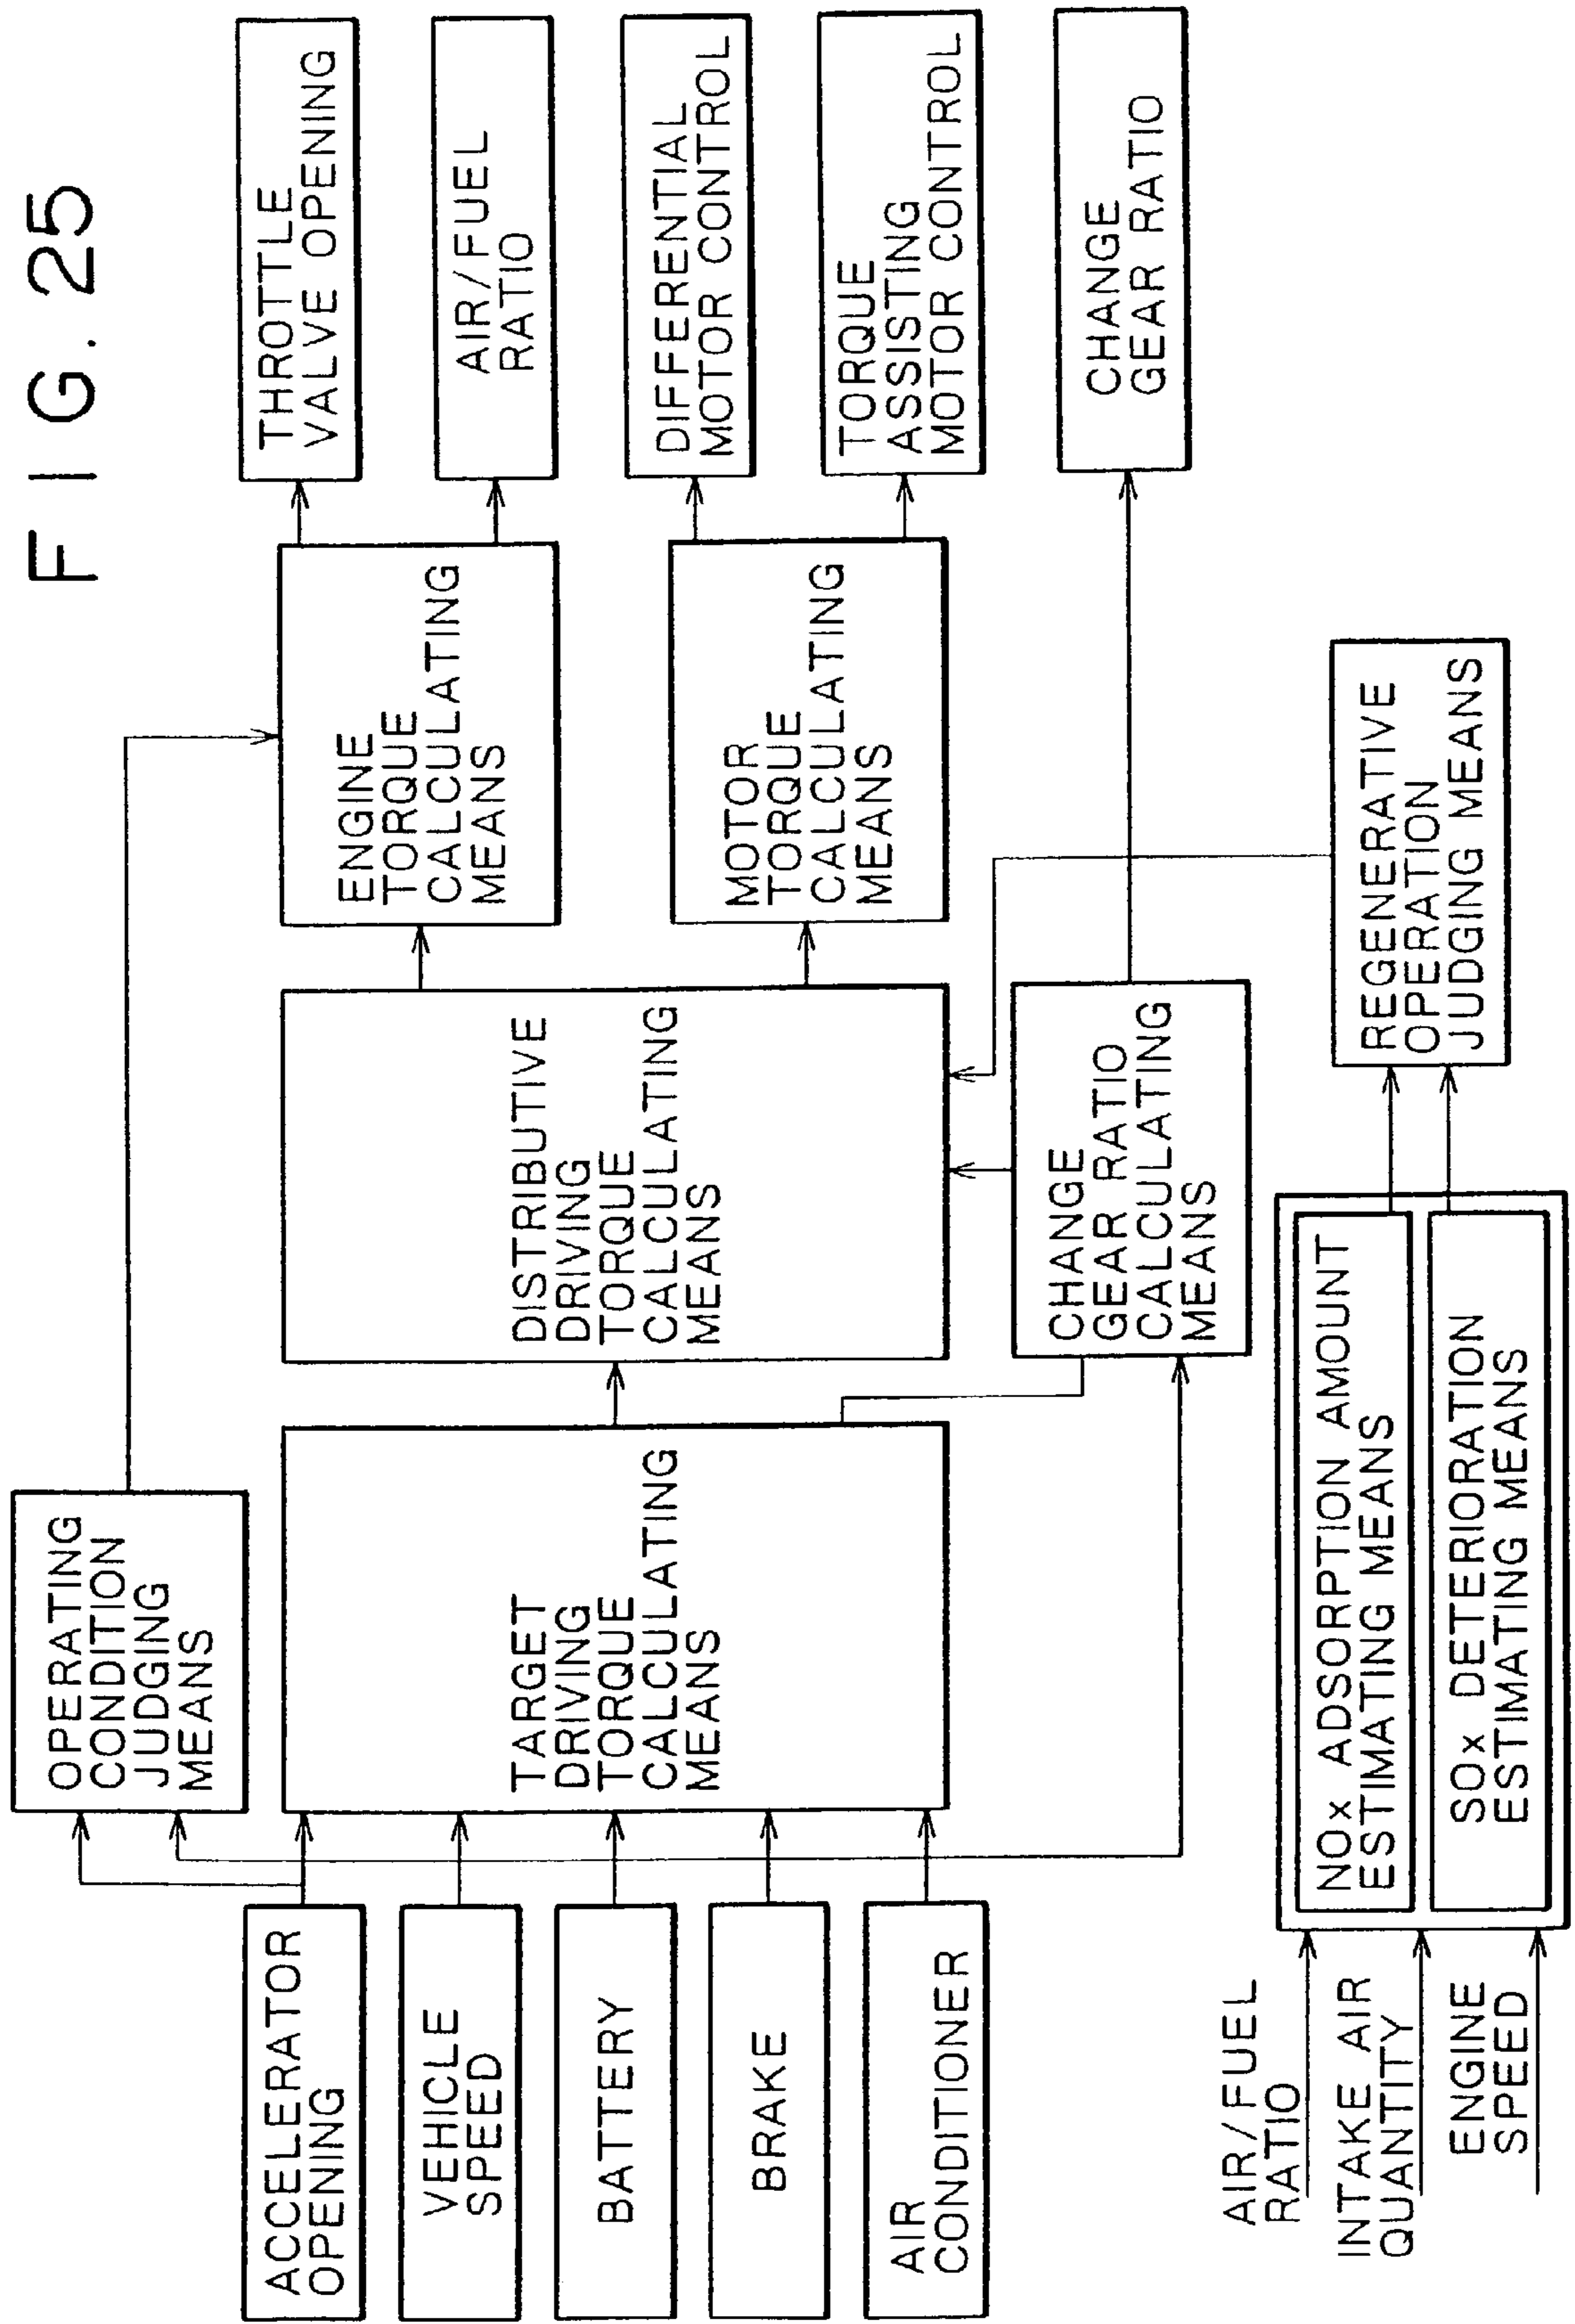 FIG. 25
OPERATING
CONDITION
JUDGING
MEANS
ACCELERATOR
OPENING
VEHICLE
SPEED
BATTERY
BRAKE
AIR
CONDITIONER
TARGET
DRIVING
TORQUE
CALCULATING
MEANS
DISTRIBUTIVE
DRIVING
TORQUE
CALCULATING
MEANS
ENGINE
TORQUE
CALCULATING
MEANS
MOTOR
TORQUE
CALCULATING
MEANS
THROTTLE
VALVE OPENING
AIR/FUEL
RATIO
DIFFERENTIAL
MOTOR CONTROL
TORQUE
ASSISTING
MOTOR CONTROL
CHANGE
GEAR RATIO
CHANGE
GEAR RATIO
CALCULATING
MEANS
AIR/FUEL
RATIO
INTAKE AIR
QUANTITY
ENGINE
SPEED
NOx ADSORPTION AMOUNT
ESTIMATING MEANS
SOx DETERIORATION
ESTIMATING MEANS
REGENERATIVE
OPERATION
JUDGING MEANS